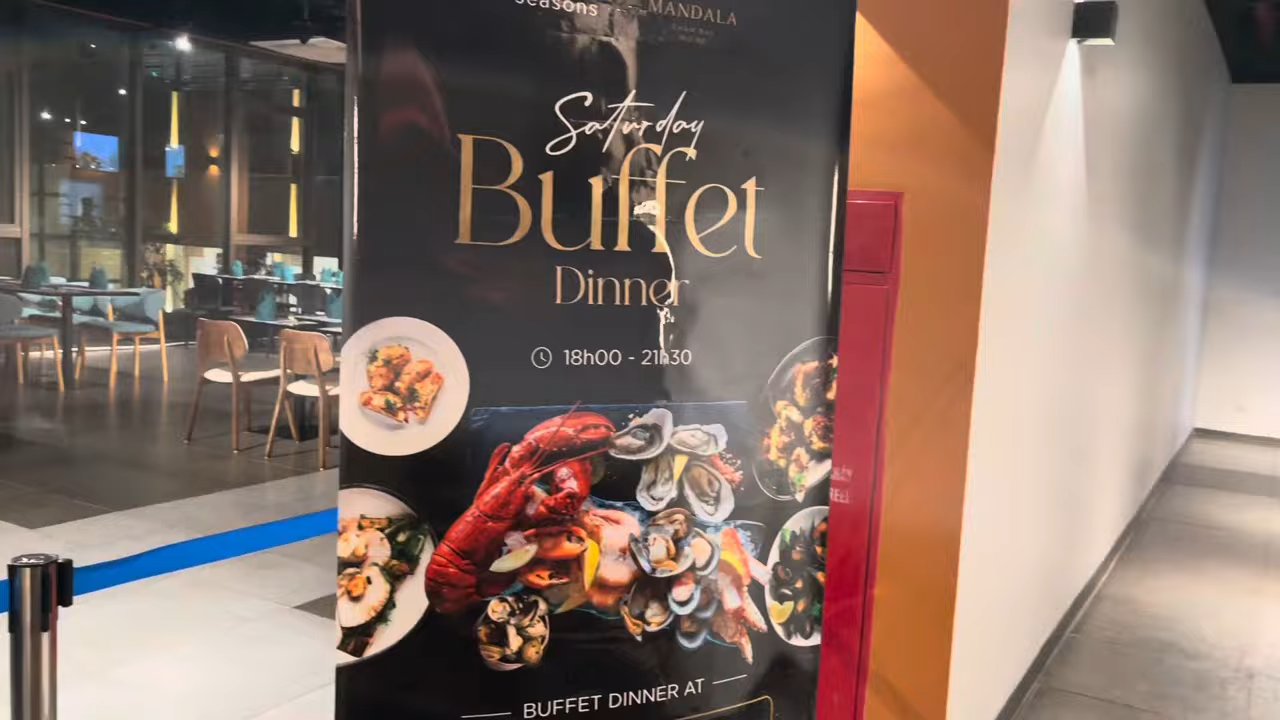 seasons MANDALA
Saturday
Buffet
Dinner
18h00 - 21h30
BUFFET DINNER AT